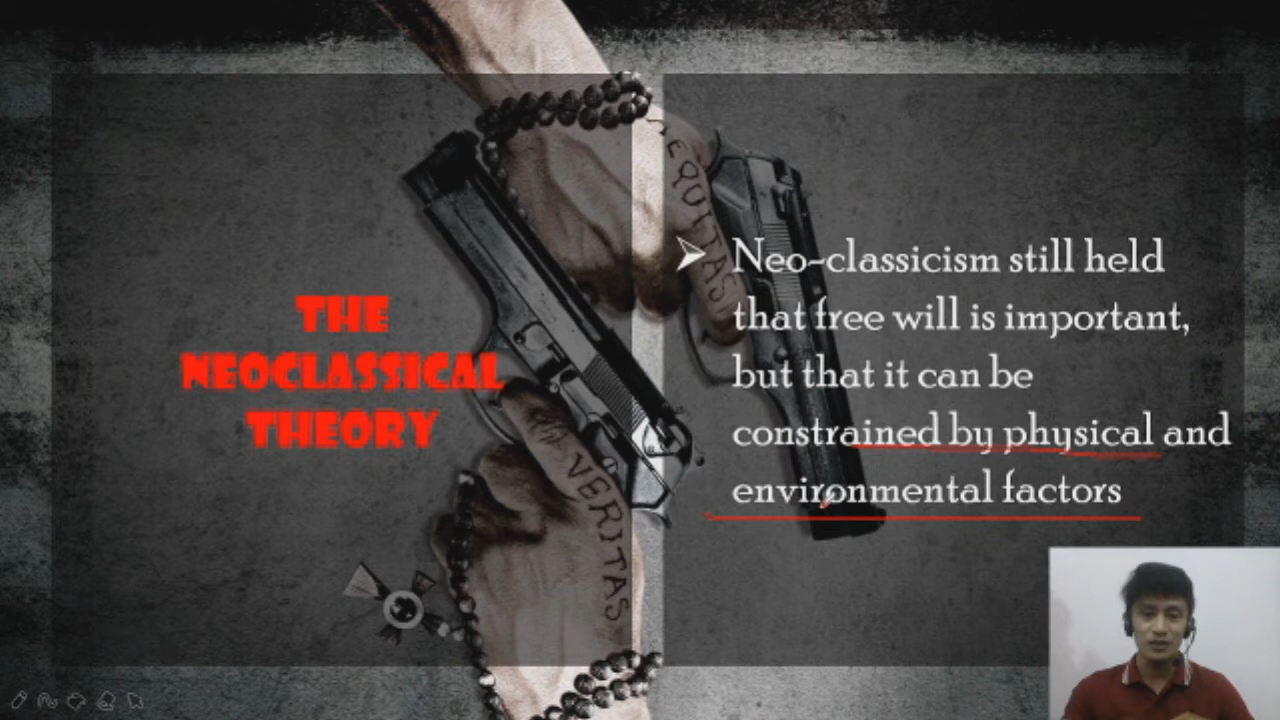 THE
NEOCLASSICAL
THEORY
Neo-classicism still held
that free will is important,
but that it can be
constrained by physical and
environmental factors
AEQUITAS
VERITAS